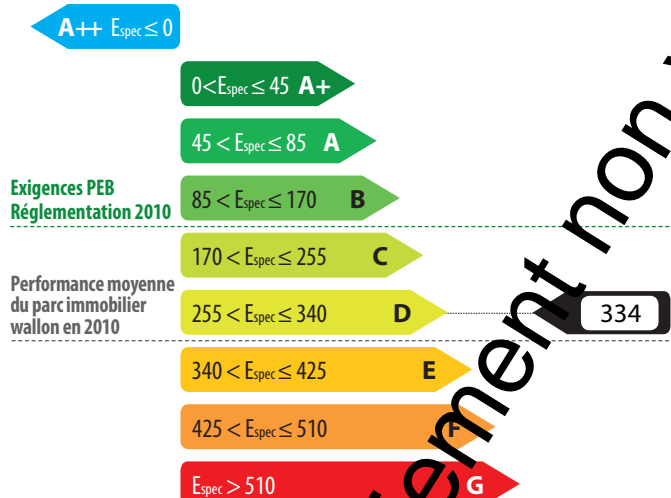 A++ Espec ≤ 0
0<Espec ≤ 45 A+
45 < Espec ≤ 85 A
Exigences PEB
Réglementation 2010
85 < Espec ≤ 170 B
170 < Espec ≤ 255 C
Performance moyenne
du parc immobilier
wallon en 2010
255 < Espec ≤ 340 D
334
340 < Espec ≤ 425 E
425 < Espec ≤ 510 F
Espec > 510 G
ement non